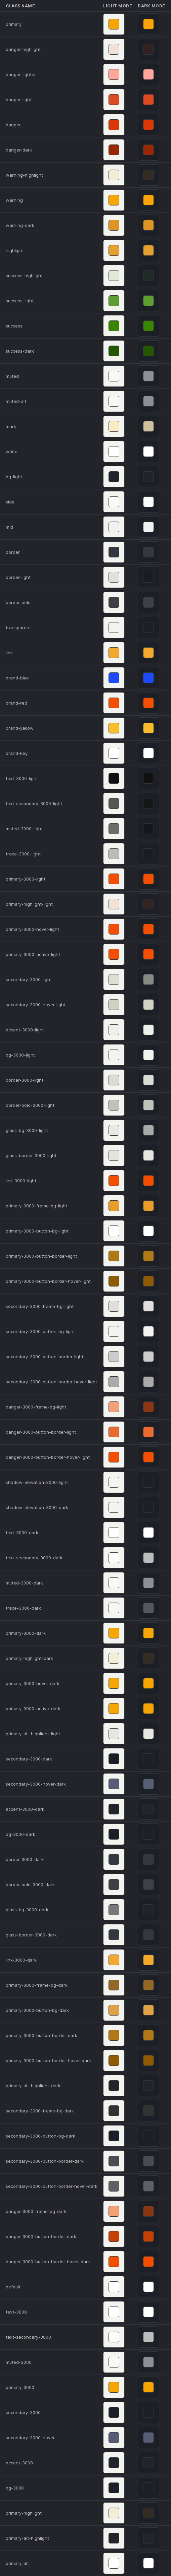 CLASS NAME LIGHT MODE DARK MODE
primary
danger-highlight
danger-lighter
danger-light
danger
danger-dark
warning-highlight
warning
warning-dark
highlight
success-highlight
success-light
success
success-dark
muted
muted-alt
mark
white
bg-light
side
mid
border
border-light
border-bold
transparent
link
brand-blue
brand-red
brand-yellow
brand-key
text-3000-light
text-secondary-3000-light
muted-3000-light
trace-3000-light
primary-3000-light
primary-highlight-light
primary-3000-hover-light
primary-3000-active-light
secondary-3000-light
secondary-3000-hover-light
accent-3000-light
bg-3000-light
border-3000-light
border-bold-3000-light
glass-bg-3000-light
glass-border-3000-light
link-3000-light
primary-3000-frame-bg-light
primary-3000-button-bg-light
primary-3000-button-border-light
primary-3000-button-border-hover-light
secondary-3000-frame-bg-light
secondary-3000-button-bg-light
secondary-3000-button-border-light
secondary-3000-button-border-hover-light
danger-3000-frame-bg-light
danger-3000-button-border-light
danger-3000-button-border-hover-light
shadow-elevation-3000-light
shadow-elevation-3000-dark
text-3000-dark
text-secondary-3000-dark
muted-3000-dark
trace-3000-dark
primary-3000-dark
primary-highlight-dark
primary-3000-hover-dark
primary-3000-active-dark
primary-alt-highlight-light
secondary-3000-dark
secondary-3000-hover-dark
accent-3000-dark
bg-3000-dark
border-3000-dark
border-bold-3000-dark
glass-bg-3000-dark
glass-border-3000-dark
link-3000-dark
primary-3000-frame-bg-dark
primary-3000-button-bg-dark
primary-3000-button-border-dark
primary-3000-button-border-hover-dark
primary-alt-highlight-dark
secondary-3000-frame-bg-dark
secondary-3000-button-bg-dark
secondary-3000-button-border-dark
secondary-3000-button-border-hover-dark
danger-3000-frame-bg-dark
danger-3000-button-border-dark
danger-3000-button-border-hover-dark
default
text-3000
text-secondary-3000
muted-3000
primary-3000
secondary-3000
secondary-3000-hover
accent-3000
bg-3000
primary-highlight
primary-alt-highlight
primary-alt